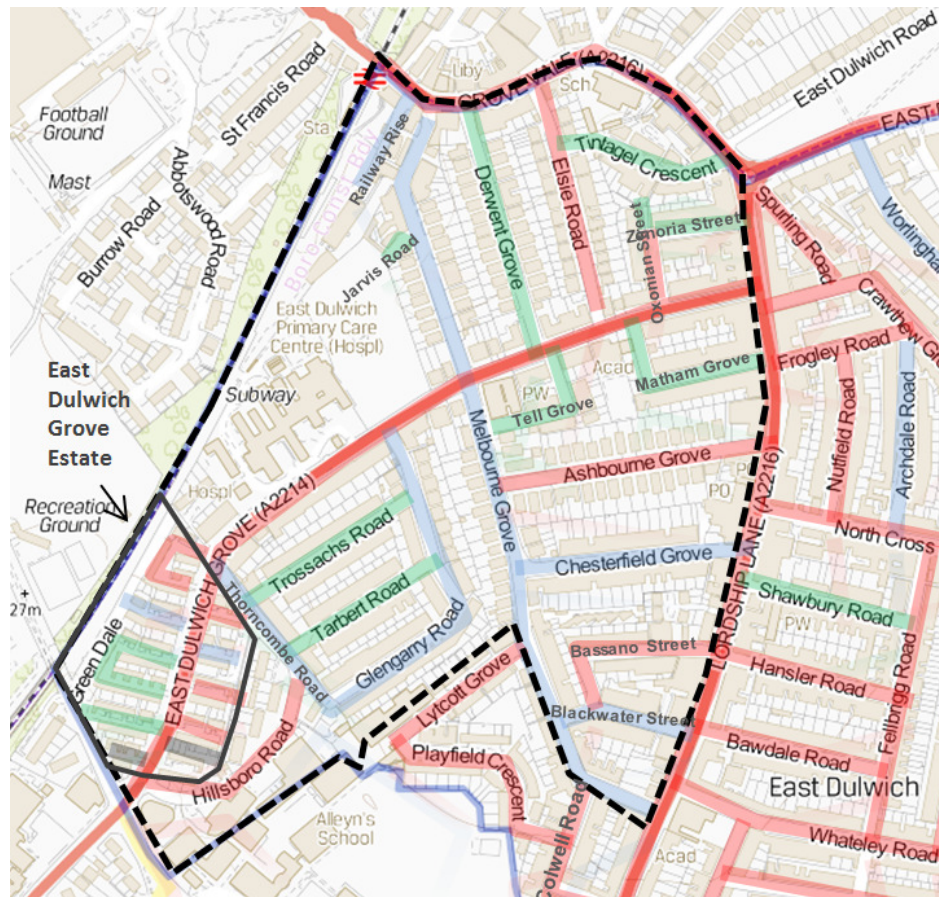 Football
Ground
Mast
St Francis Road
Abbotswood Road
Burrow Road
Sta
Railway Rise
Liby
GROVE VALE (A2216)
Sch
East Dulwich Road
EAST
Tintagel Crescent
Elsie Road
Derwent Grove
Zenoria Street
Oxonian Street
Spurling Road
Worlingha
Crawthew Gr
Jarvis Road
East Dulwich
Primary Care
Centre (Hospl)
Subway
East
Dulwich
Grove
Estate
Acad
Matham Grove
Frogley Road
PW
Tell Grove
Melbourne Grove
Nutfield Road
Archdale Road
Ashbourne Grove
PO
Hospl
Recreation
Ground
EAST DULWICH GROVE (A2214)
Trossachs Road
Tarbert Road
Thorncombe Road
Glengarry Road
North Cross
Chesterfield Grove
LORDSHIP LANE (A2216)
Shawbury Road
PW
27m
Green Dale
Bassano Street
Hansler Road
Fellbrigg Road
Lytcott Grove
Blackwater Street
Bawdale Road
Playfield
Crescent
Hillsboro Road
Alleyn's
School
East Dulwich
Colwell Road
Acad
Whateley Road